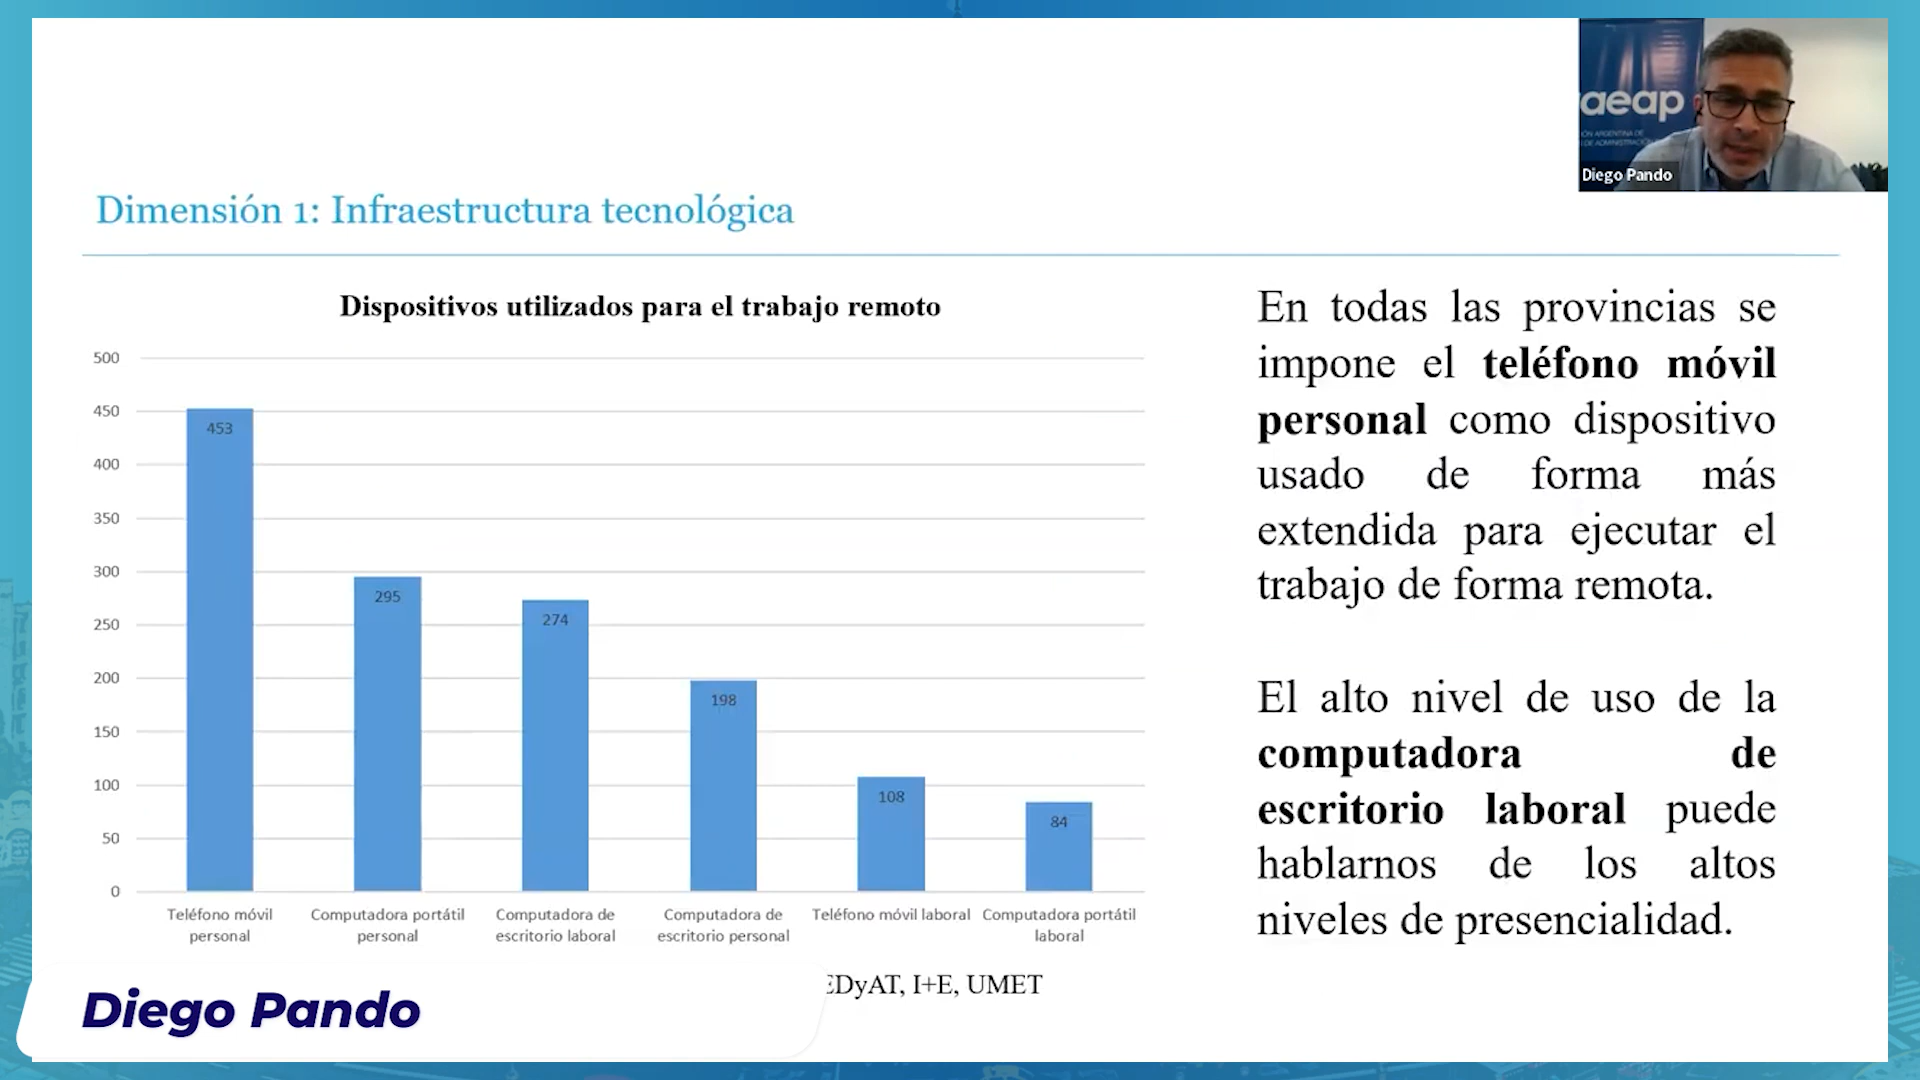 aeap
Diego Pando
Dimensión 1: Infraestructura tecnológica
Dispositivos utilizados para el trabajo remoto
500
450
400
350
300
250
200
150
100
50
0
453
295
274
198
108
84
Teléfono móvil
personal
Computadora portátil
personal
Computadora de
escritorio laboral
Computadora de
escritorio personal
Teléfono móvil laboral
Computadora portátil
laboral
En todas las provincias se
impone el teléfono móvil
personal como dispositivo
usado de forma más
extendida para ejecutar el
trabajo de forma remota.
El alto nivel de uso de la
computadora de
escritorio laboral puede
hablarnos de los altos
niveles de presencialidad.
EDyAT, I+E, UMET
Diego Pando